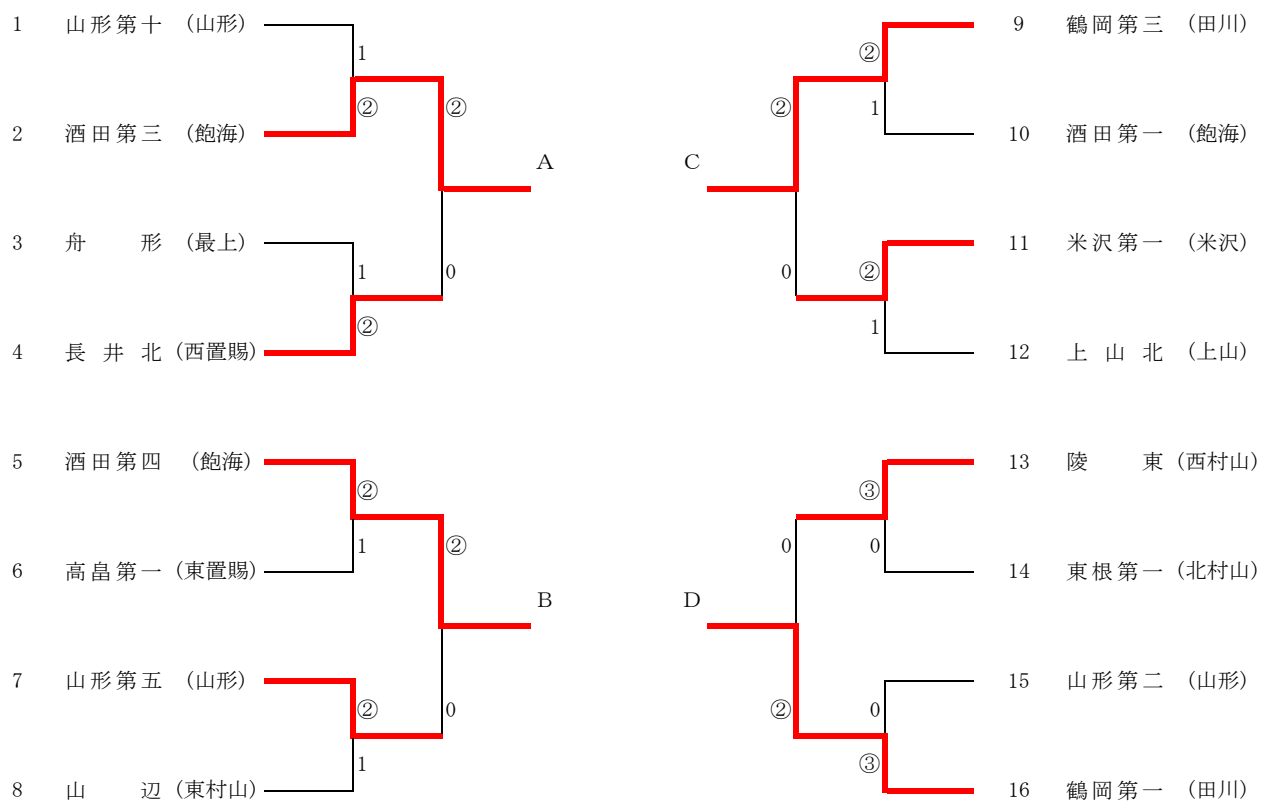 1 山形第十 (山形)
1
②
2 酒田第三 (飽海)
②
A
3 舟形 (最上)
1
0
②
4 長井北 (西置賜)
5 酒田第四 (飽海)
②
1
②
6 高畠第一 (東置賜)
B
7 山形第五 (山形)
②
0
1
8 山辺 (東村山)
9 鶴岡第三 (田川)
②
②
1
10 酒田第一 (飽海)
C
11 米沢第一 (米沢)
0
②
1
12 上山北 (上山)
13 陵東 (西村山)
③
0
0
14 東根第一 (北村山)
D
15 山形第二 (山形)
②
0
③
16 鶴岡第一 (田川)